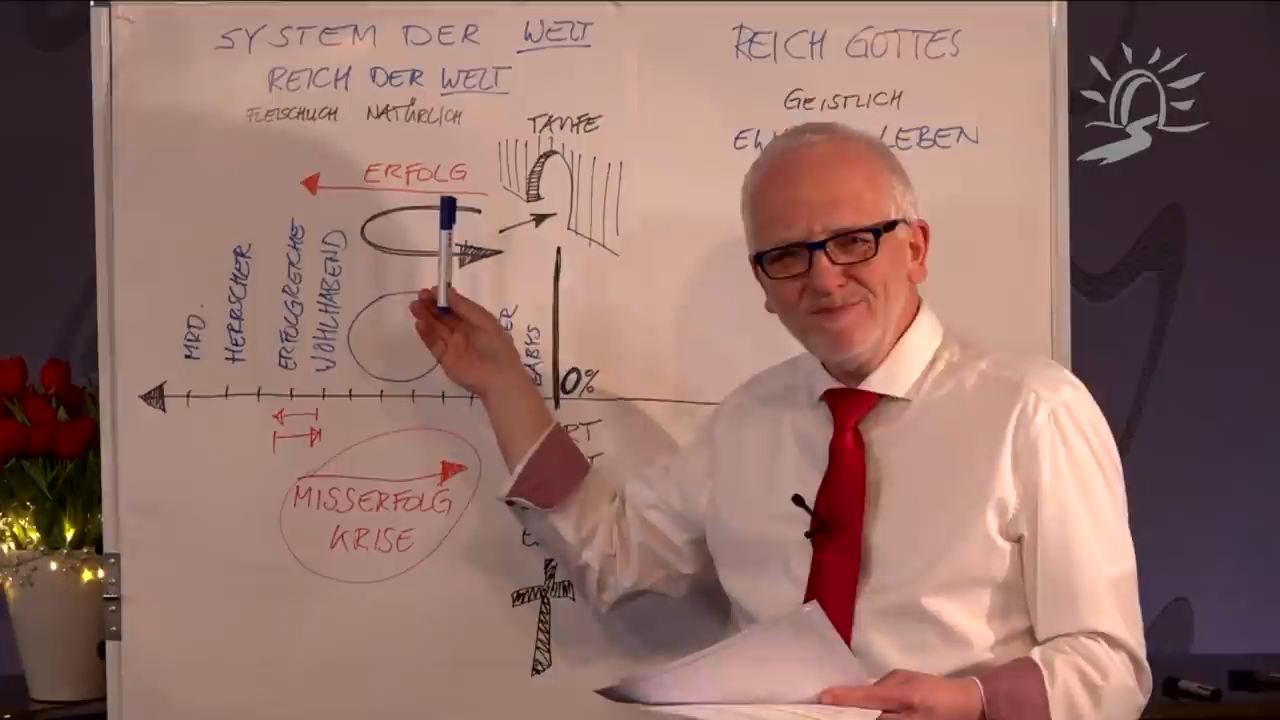 SYSTEM DER WELT
REICH DER WELT
FLEISCHLICH NATÜRLICH
TAUFE
ERFOLG
MRD.
HERRSCHER
ERFOLGREICHE
WOHLHABEND
0%
MISSERFOLG
KRISE
REICH GOTTES
GEISTLICH
LEBEN